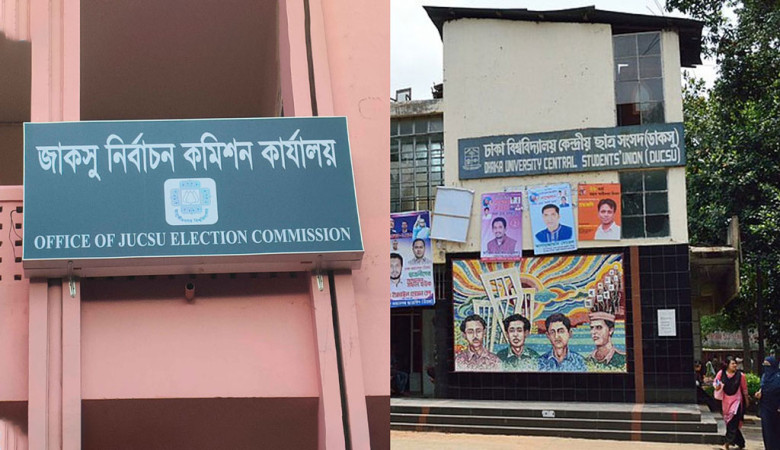 জাকসু নির্বাচন কমিশন কার্যালয়
OFFICE OF JUCSU ELECTION COMMISSION
ঢাকা বিশ্ববিদ্যালয় কেন্দ্রীয় ছাত্র সংসদ (ডাকসু)
DHAKA UNIVERSITY CENTRAL STUDENTS' UNION (DUCSU)